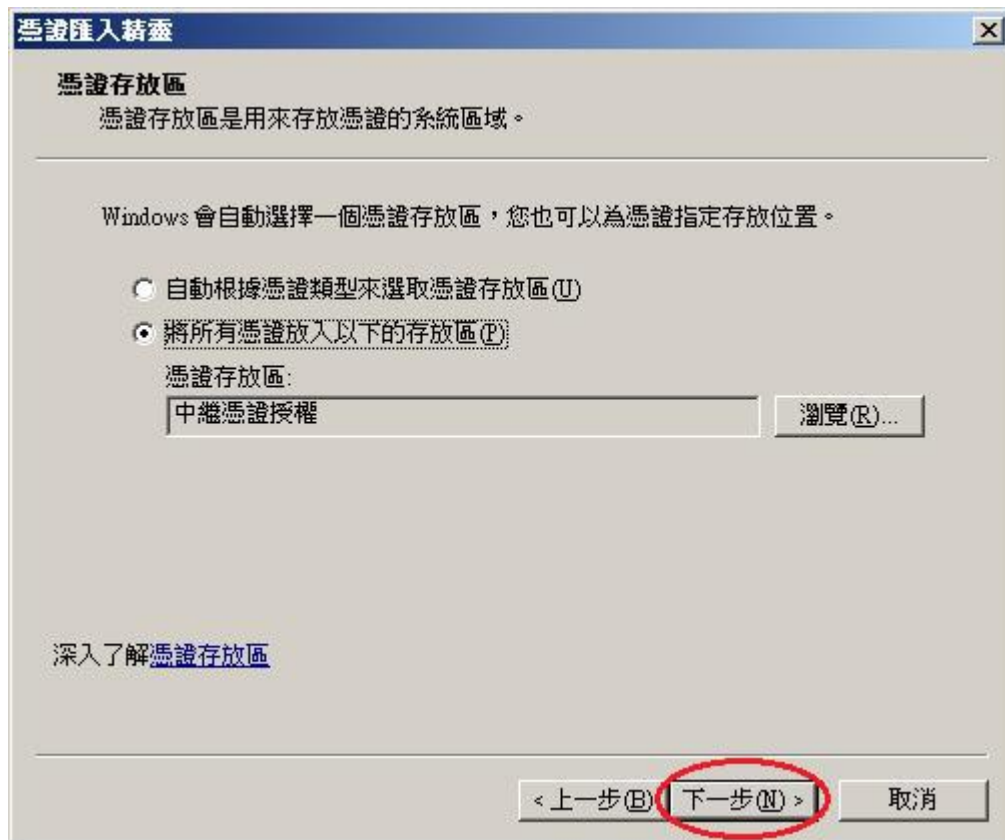 憑證匯入精靈
憑證存放區
憑證存放區是用來存放憑證的系統區域。
Windows 會自動選擇一個憑證存放區，您也可以為憑證指定存放位置。
自動根據憑證類型來選取憑證存放區(U)
將所有憑證放入以下的存放區(P)
憑證存放區:
中繼憑證授權
瀏覽(R)...
深入了解憑證存放區
<上一步(B) 下一步(N)> 取消